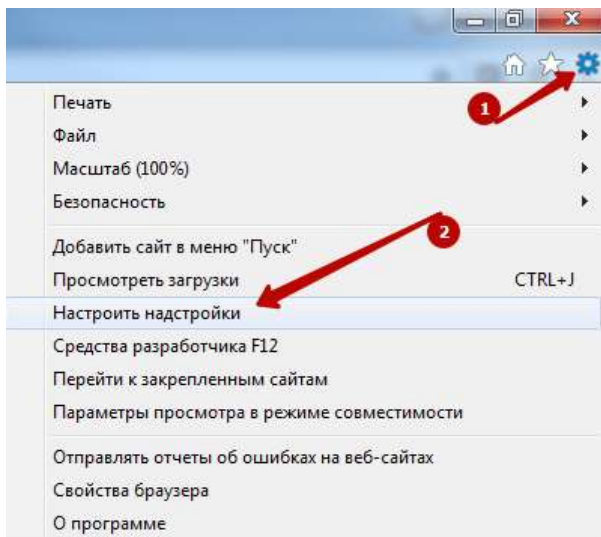 1
Печать
Файл
Масштаб (100%)
Безопасность
2
Добавить сайт в меню "Пуск"
Просмотреть загрузки CTRL+J
Настроить надстройки
Средства разработчика F12
Перейти к закрепленным сайтам
Параметры просмотра в режиме совместимости
Отправлять отчеты об ошибках на веб-сайтах
Свойства браузера
О программе